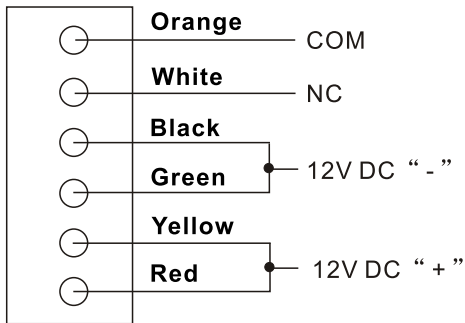 Orange
COM
White
NC
Black
12V DC “ - ”
Green
Yellow
12V DC “ + ”
Red